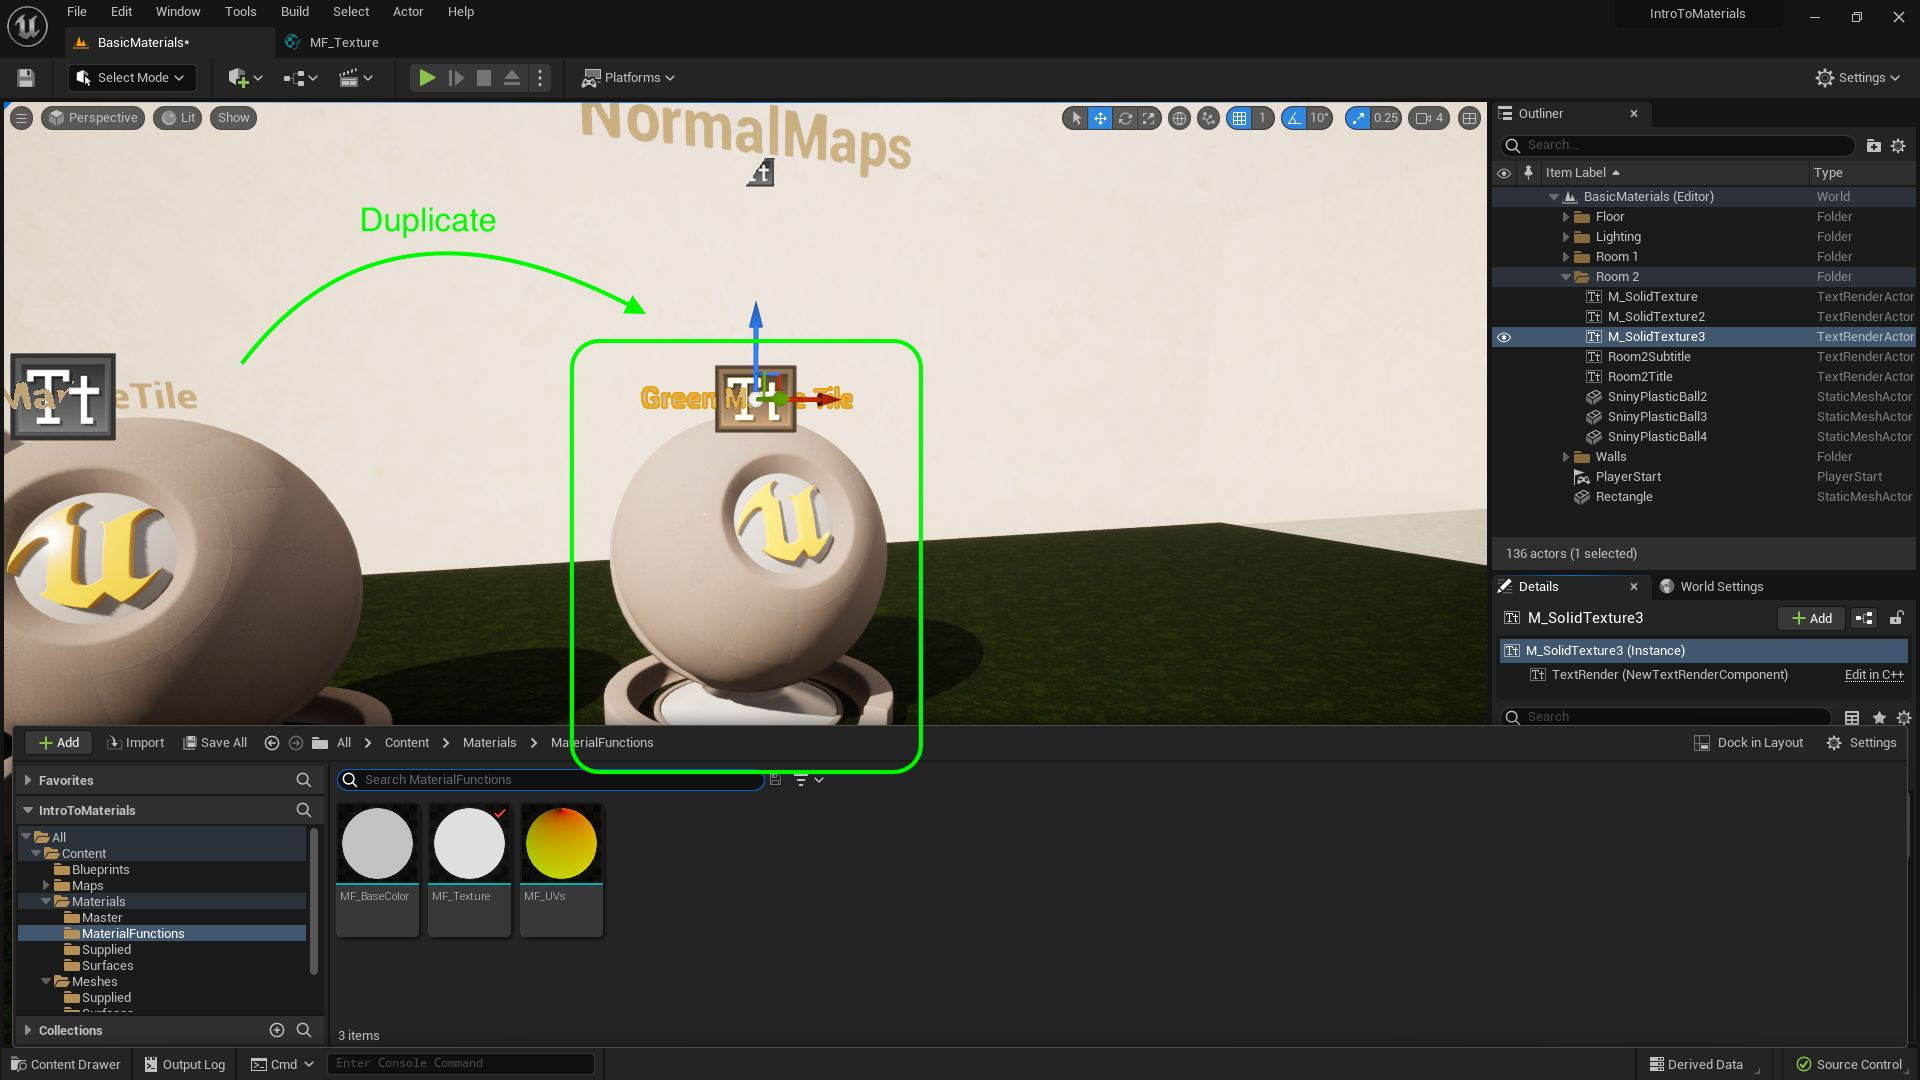 File Edit Window Tools Build Select Actor Help
IntroToMaterials
BasicMaterials*
MF_Texture
Select Mode
Platforms
Settings
Perspective
Lit
Show
1
10°
0.25
4
NormalMaps
Tt
Duplicate
Tt
MarbleTile
Tt
Green Marble Tile
Outliner
Search...
Item Label
Type
BasicMaterials (Editor) World
Floor Folder
Lighting Folder
Room 1 Folder
Room 2 Folder
M_SolidTexture TextRenderActor
M_SolidTexture2 TextRenderActor
M_SolidTexture3 TextRenderActor
Room2Subtitle TextRenderActor
Room2Title TextRenderActor
SninyPlasticBall2 StaticMeshActor
SninyPlasticBall3 StaticMeshActor
SninyPlasticBall4 StaticMeshActor
Walls Folder
PlayerStart PlayerStart
Rectangle StaticMeshActor
136 actors (1 selected)
Details
World Settings
M_SolidTexture3
Add
M_SolidTexture3 (Instance)
TextRender (NewTextRenderComponent) Edit in C++
Search
Add
Import
Save All
All
Content
Materials
MaterialFunctions
Dock in Layout
Settings
Favorites
IntroToMaterials
All
Content
Blueprints
Maps
Materials
Master
MaterialFunctions
Supplied
Surfaces
Meshes
Supplied
Collections
Search MaterialFunctions
MF_BaseColor
MF_Texture
MF_UVs
3 items
Content Drawer
Output Log
Cmd
Enter Console Command
Derived Data
Source Control